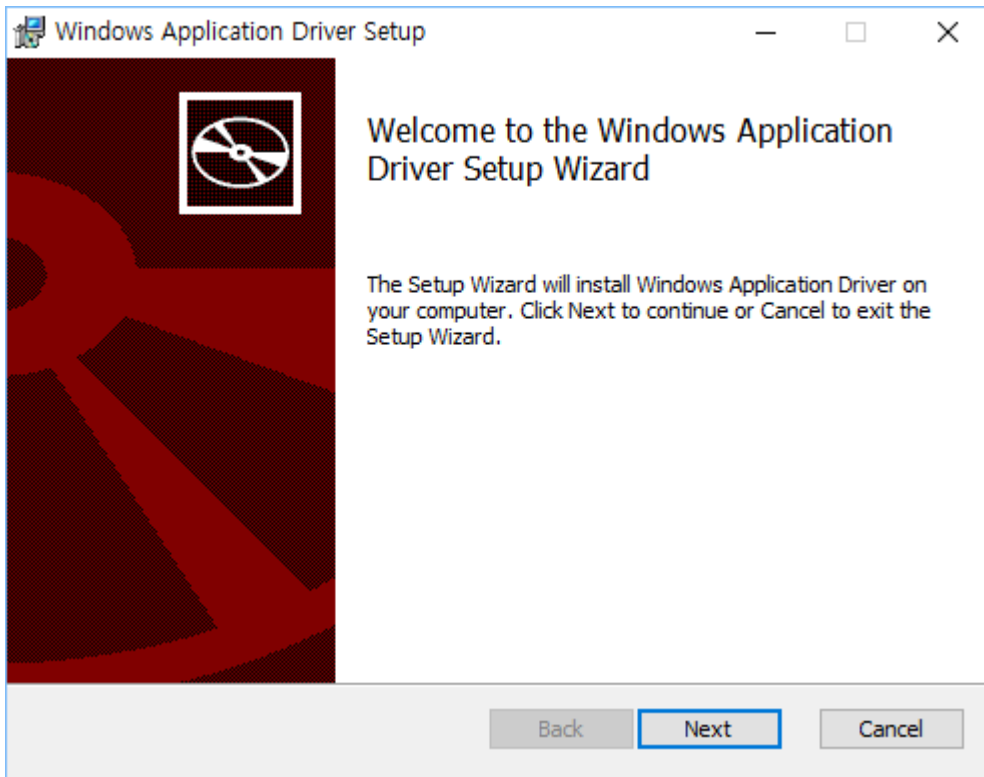 Windows Application Driver Setup
Welcome to the Windows Application
Driver Setup Wizard
The Setup Wizard will install Windows Application Driver on
your computer. Click Next to continue or Cancel to exit the
Setup Wizard.
Back
Next
Cancel